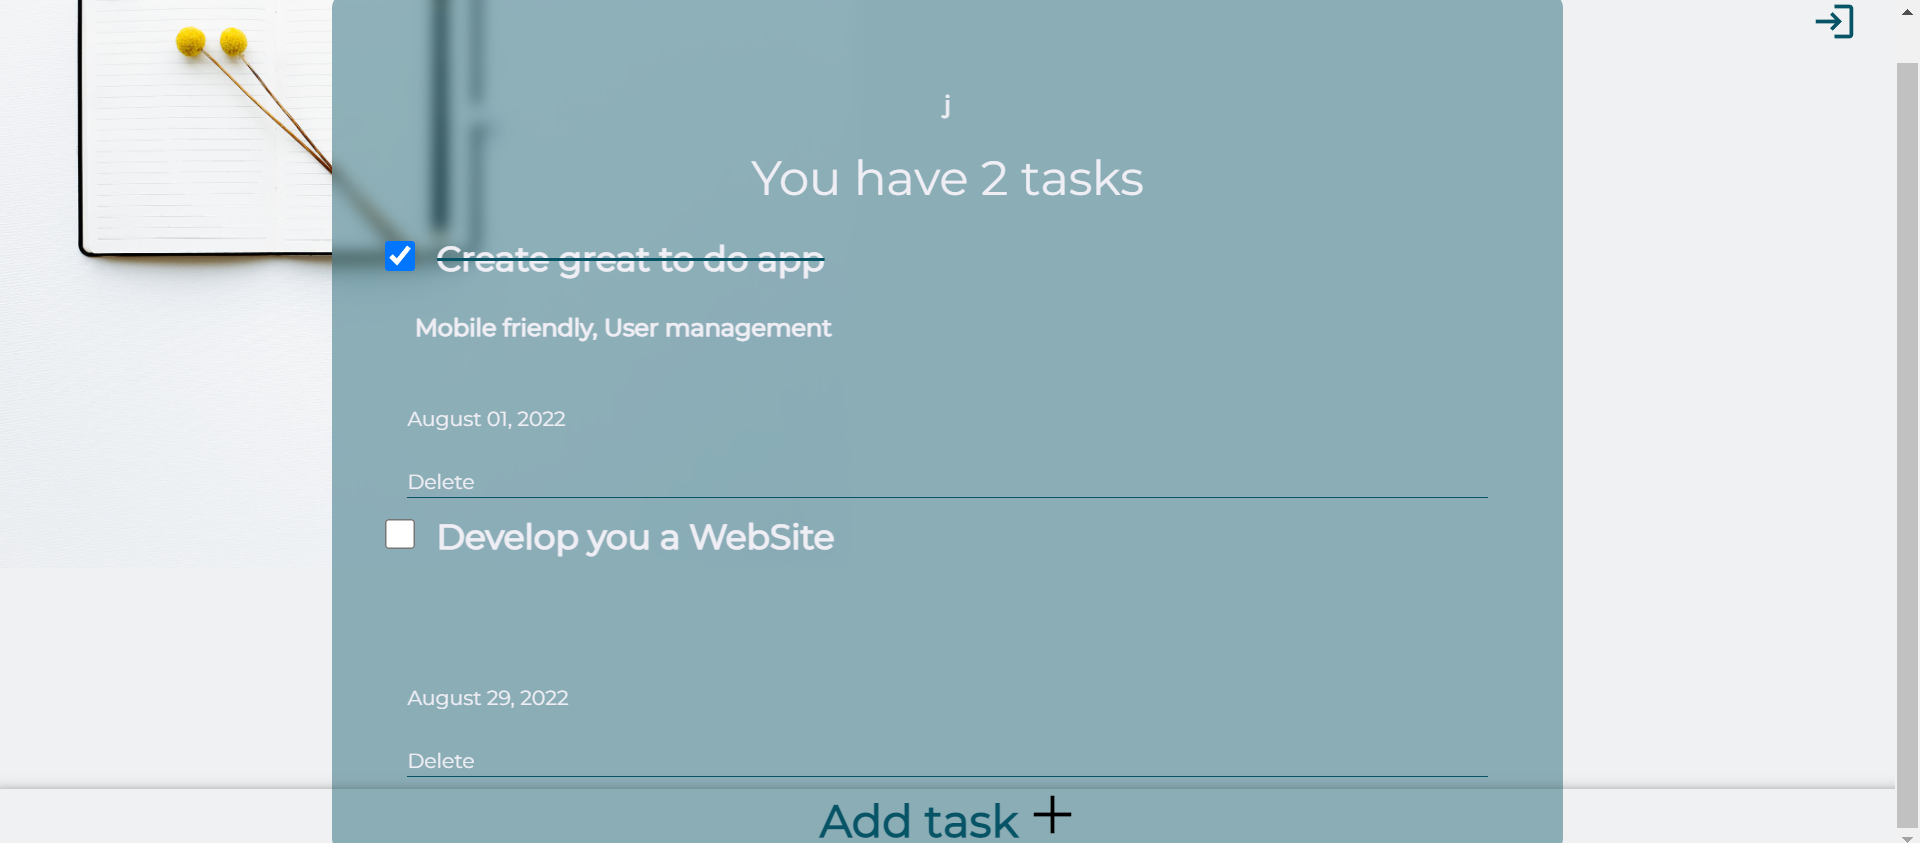 j
You have 2 tasks
Create great to do app
Mobile friendly, User management
August 01, 2022
Delete
Develop you a WebSite
August 29, 2022
Delete
Add task +